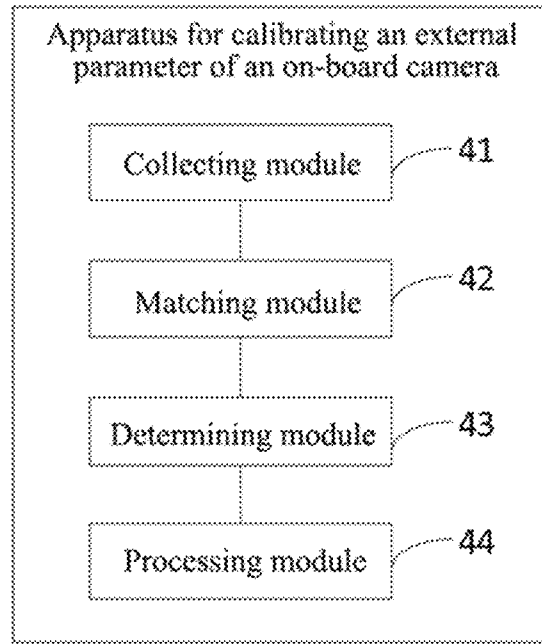 Apparatus for calibrating an external
parameter of an on-board camera
Collecting module
41
Matching module
42
Determining module
43
Processing module
44